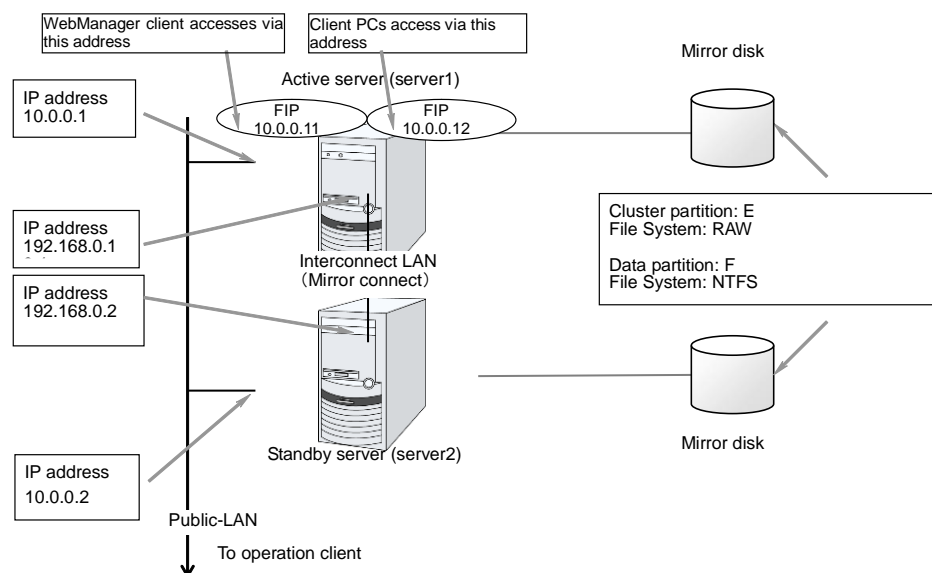 WebManager client accesses via
this address
Client PCs access via this
address
Mirror disk
Active server (server1)
IP address
10.0.0.1
FIP
10.0.0.11
FIP
10.0.0.12
IP address
192.168.0.1
Cluster partition: E
File System: RAW
Data partition: F
File System: NTFS
Interconnect LAN
(Mirror connect)
IP address
192.168.0.2
Standby server (server2)
Mirror disk
IP address
10.0.0.2
Public-LAN
To operation client